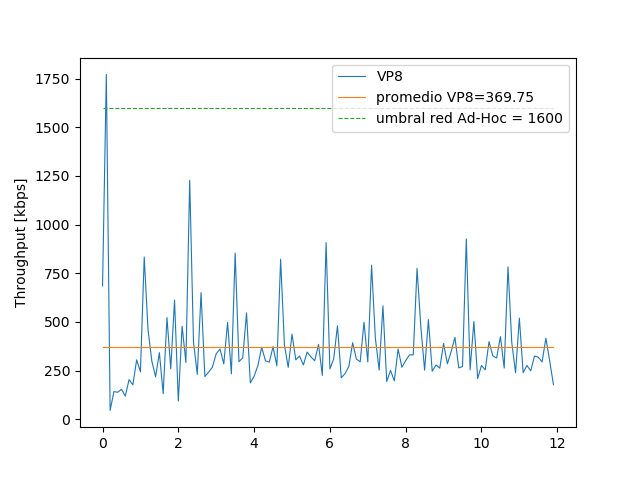 VP8
promedio VP8=369.75
umbral red Ad-Hoc = 1600
Throughput [kbps]
1750
1500
1250
1000
750
500
250
0
0 2 4 6 8 10 12